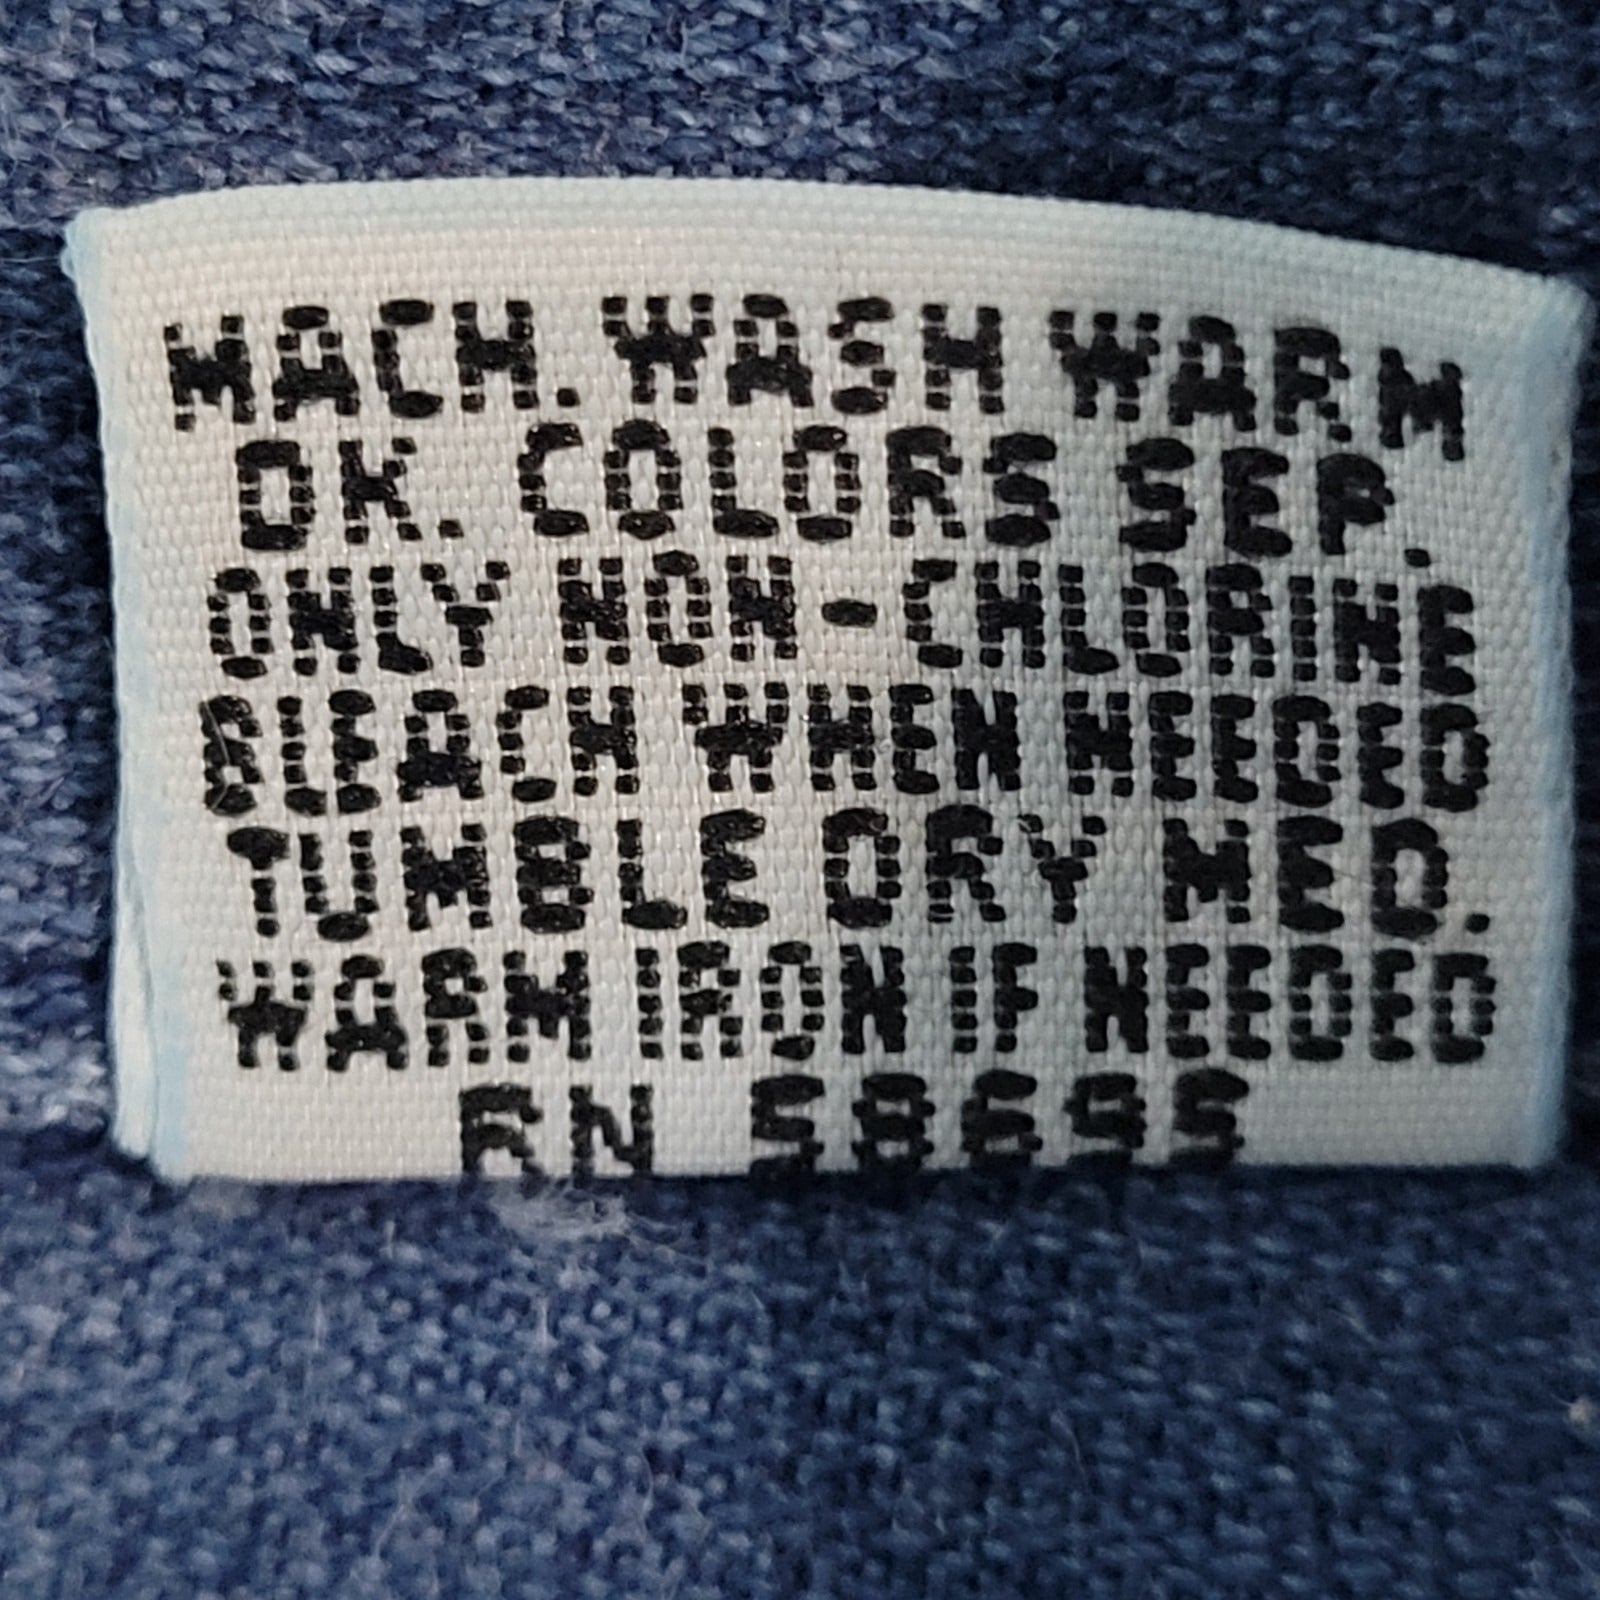 MACH. WASH WARM
DK. COLORS SEP.
ONLY NON-CHLORINE
BLEACH WHEN NEEDED
TUMBLE DRY MED.
WARM IRON IF NEEDED
RN 58695